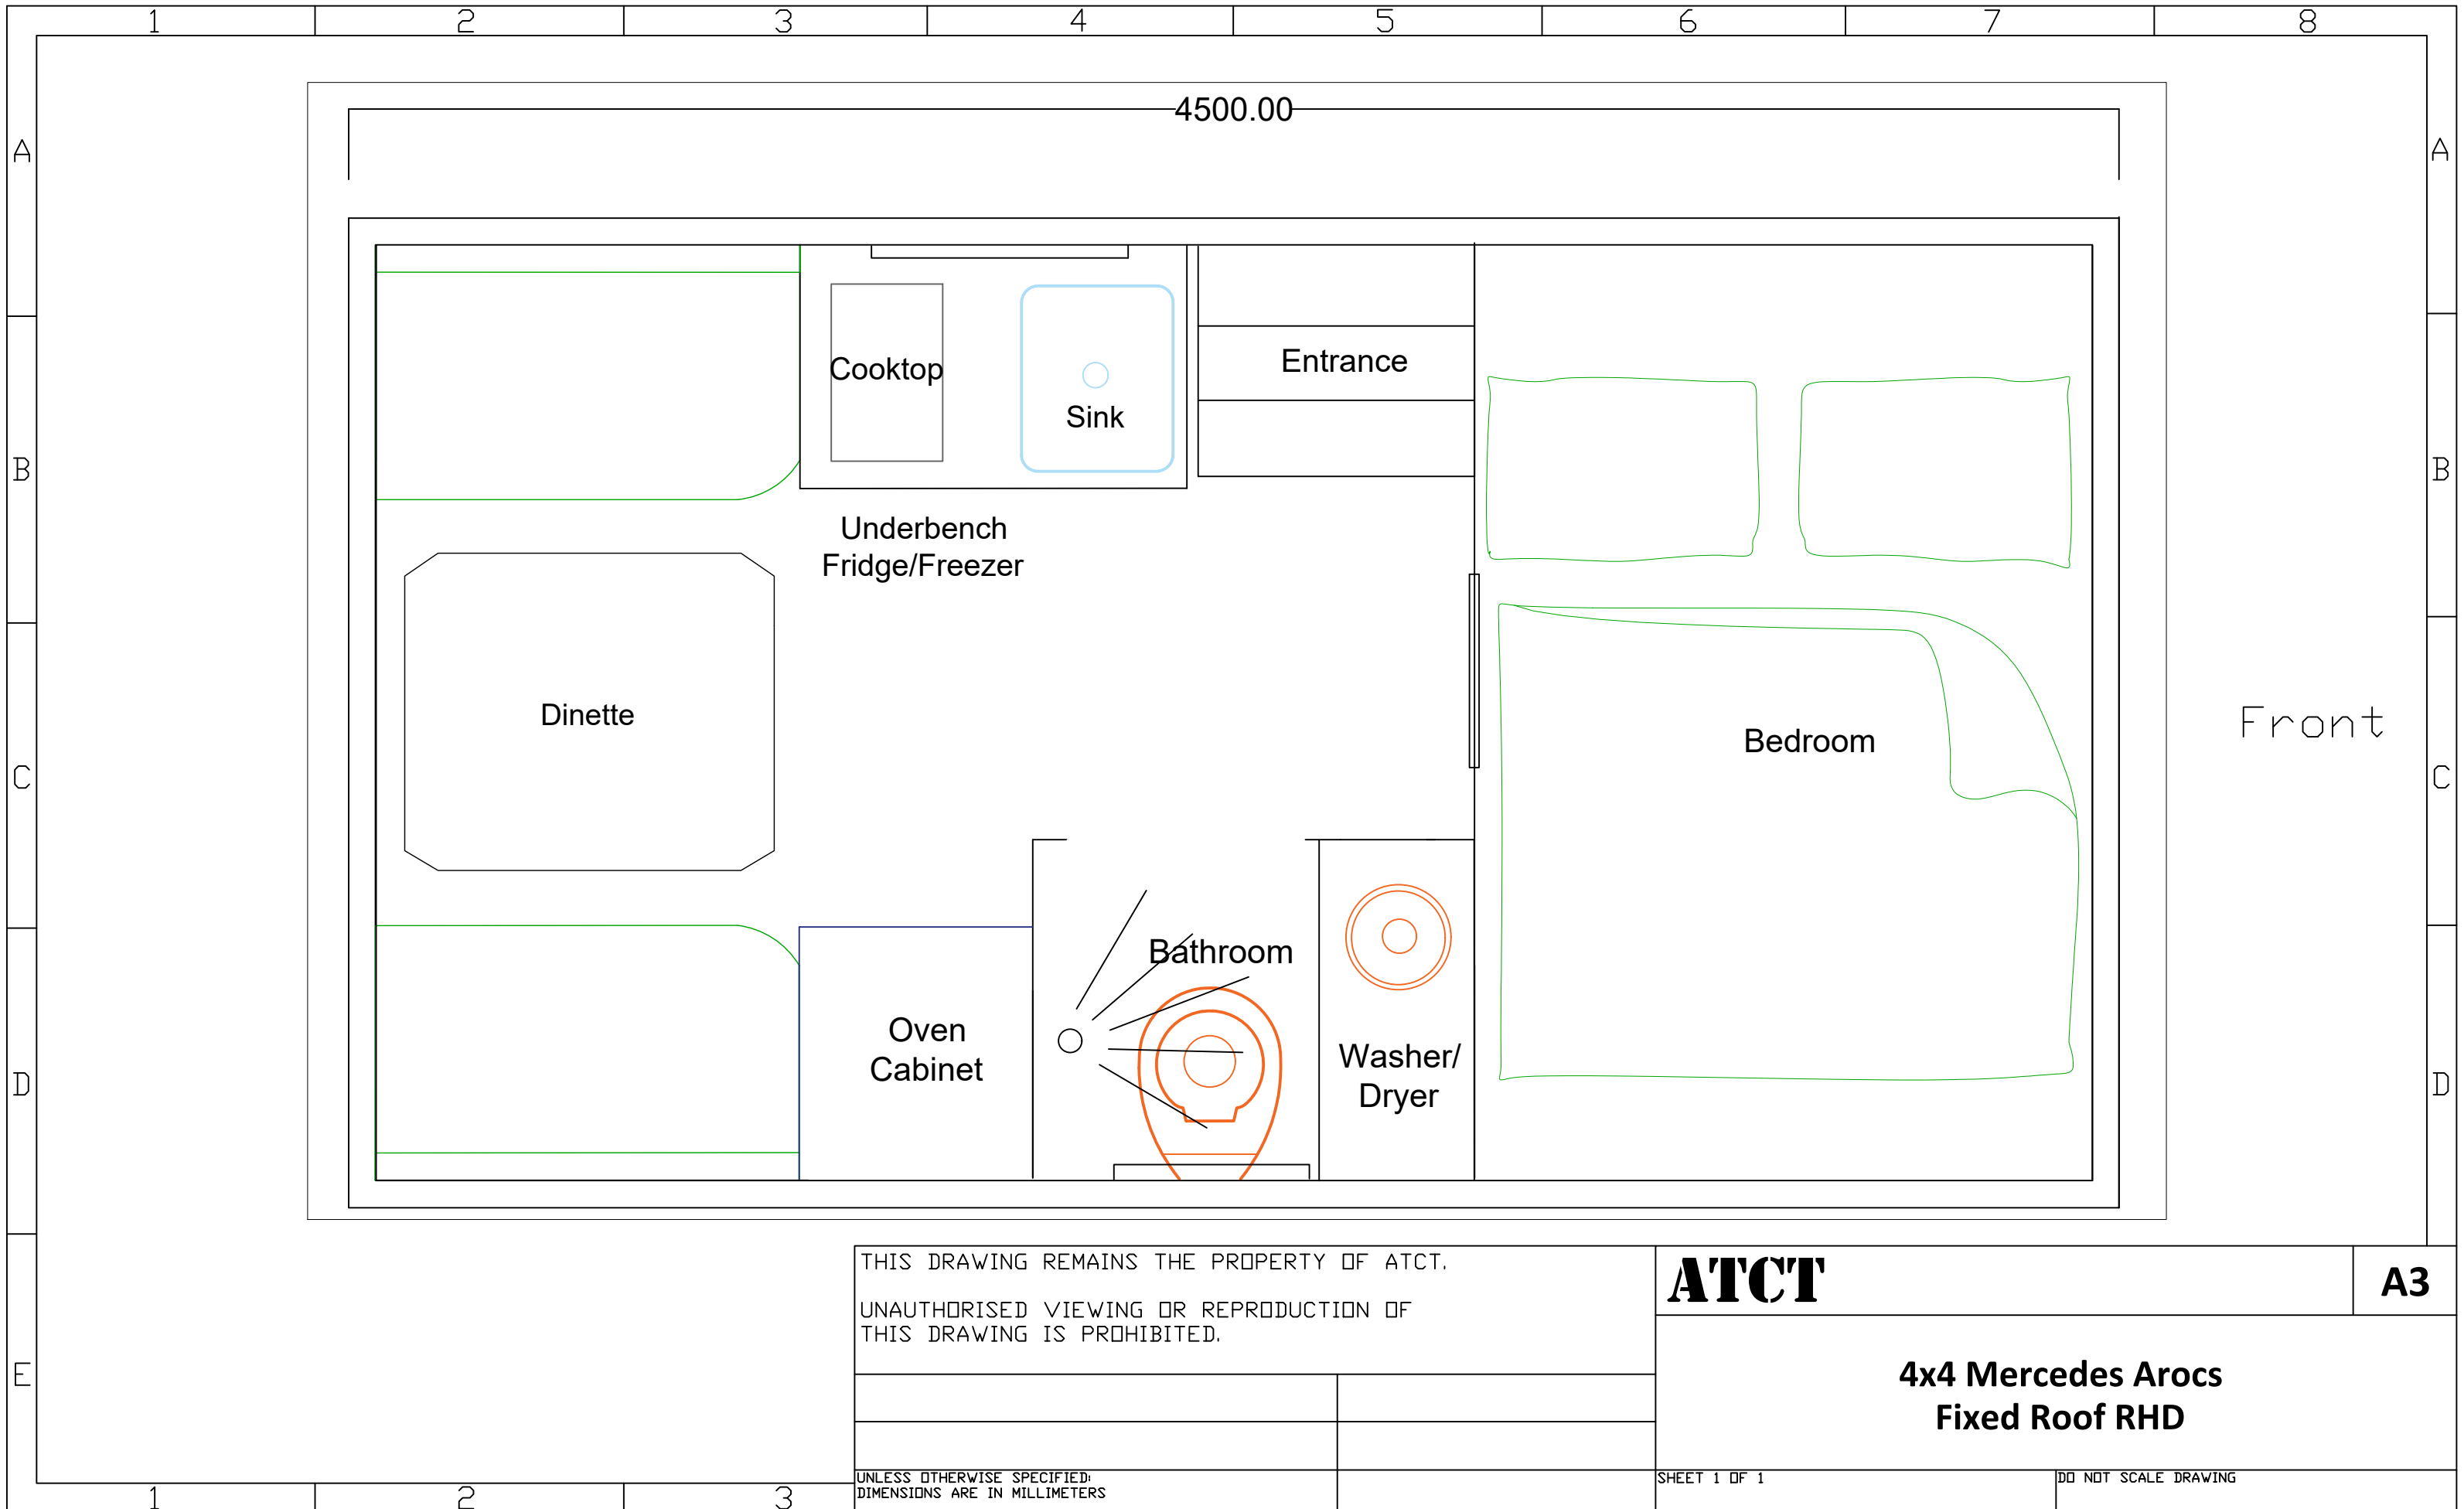 1 2 3 4 5 6 7 8
A A
4500.00
Cooktop
Sink
Entrance
B B
Underbench
Fridge/Freezer
Dinette
Bedroom
Front
C C
Bathroom
Oven
Cabinet
Washer/
Dryer
D D
THIS DRAWING REMAINS THE PROPERTY OF ATCT.
UNAUTHORISED VIEWING OR REPRODUCTION OF
THIS DRAWING IS PROHIBITED.
ATCT
A3
4x4 Mercedes Arocs
Fixed Roof RHD
E
UNLESS OTHERWISE SPECIFIED:
DIMENSIONS ARE IN MILLIMETERS
SHEET 1 OF 1
DO NOT SCALE DRAWING
1 2 3